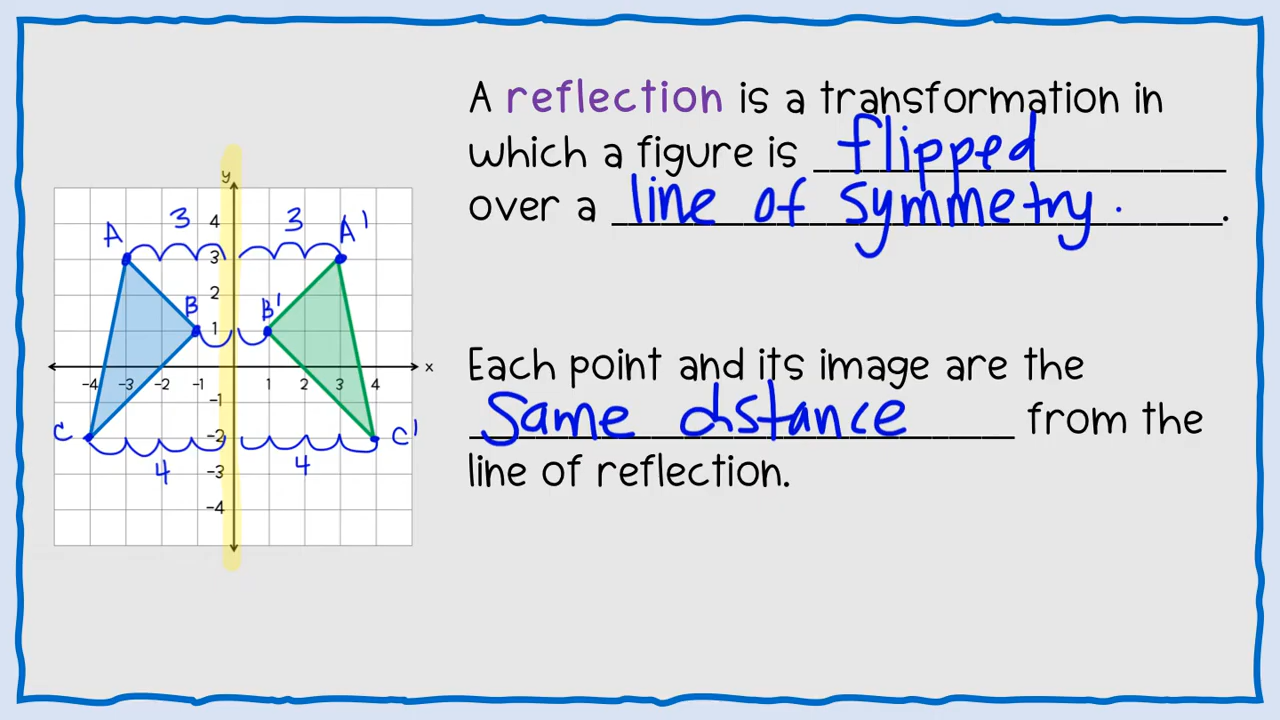 A reflection is a transformation in
which a figure is flipped
over a line of symmetry.
y
3 3
A A'
4
3
2
B B'
1
x
-4 -3 -2 -1 1 2 3 4
-1
C C'
-2
4 4
-3
-4
Each point and its image are the
same distance from the
line of reflection.